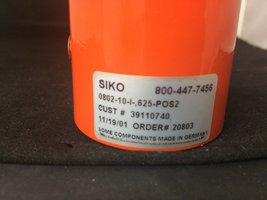 SIKO 800-447-7456
0802-10-I-.625-POS2
CUST # 39110740
11/19/01 ORDER# 20803
SOME COMPONENTS MADE IN GERMANY